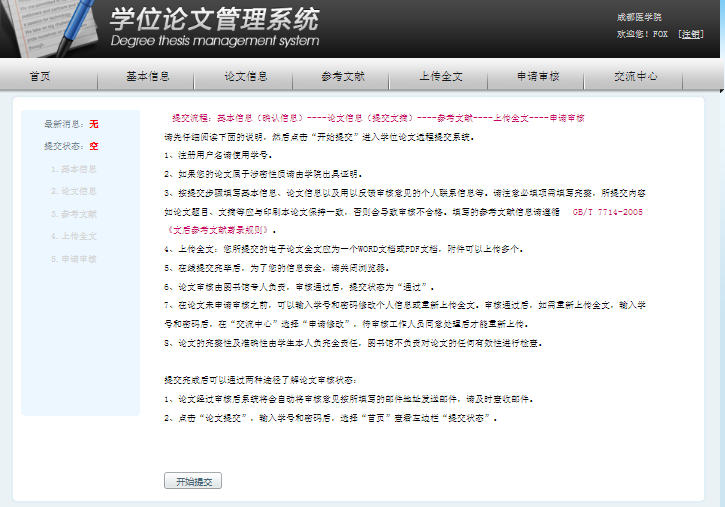 学位论文管理系统
Degree thesis management system
成都医学院
欢迎您！FOX [注销]
首页 基本信息 论文信息 参考文献 上传全文 申请审核 交流中心
最新消息：无
提交状态：空
1.基本信息
2.论文信息
3.参考文献
4.上传全文
5.申请审核
提交流程：基本信息（确认信息）----论文信息（提交文摘）----参考文献----上传全文----申请审核
请先仔细阅读下面的说明，然后点击“开始提交”进入学位论文远程提交系统。
1、注册用户名请使用学号。
2、如果您的论文属于涉密性质请由学院出具证明。
3、按提交步骤填写基本信息、论文信息以及用以反馈审核意见的个人联系信息等。请注意必填项需填写完整，所提交内容
如论文题目、文摘等应与印刷本论文保持一致，否则会导致审核不合格。填写的参考文献信息请遵循 GB/T 7714-2005
《文后参考文献著录规则》。
4、上传全文：您所提交的电子论文全文应为一个WORD文档或PDF文档，附件可以上传多个。
5、在线提交完毕后，为了您的信息安全，请关闭浏览器。
6、论文审核由图书馆专人负责，审核通过后，提交状态为“通过”。
7、在论文未申请审核之前，可以输入学号和密码修改个人信息或重新上传全文。审核通过后，如需重新上传全文，输入学
号和密码后，在“交流中心”选择“申请修改”，待审核工作人员同意处理后才能重新上传。
8、论文的完整性及准确性由学生本人负完全责任，图书馆不负责对论文的任何有效性进行检查。
提交完成后可以通过两种途径了解论文审核状态：
1、论文经过审核后系统将会自动将审核意见按所填写的邮件地址发送邮件，请及时查收邮件。
2、点击“论文提交”，输入学号和密码后，选择“首页”查看左边栏“提交状态”。
开始提交